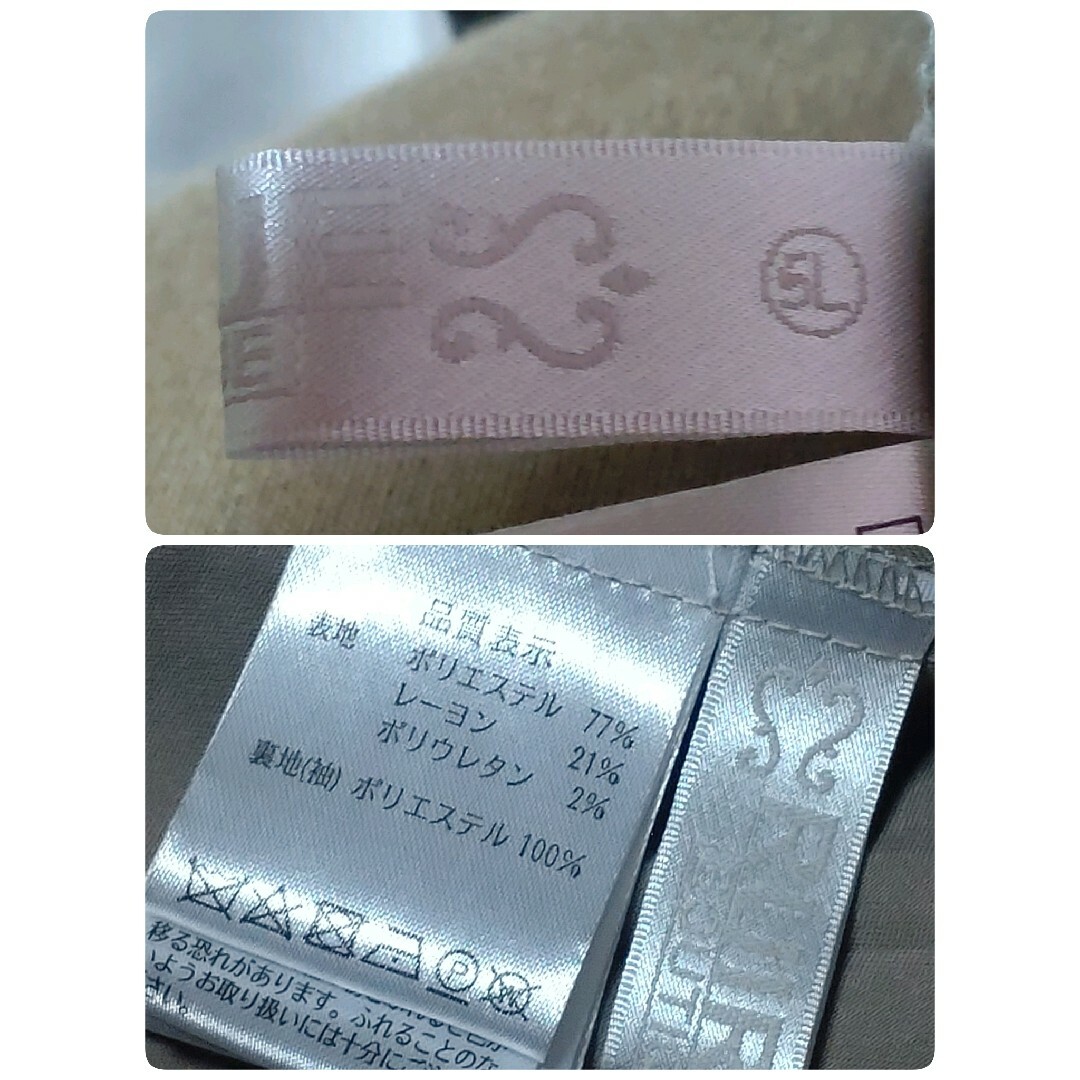 5L
品質表示
表地 ポリエステル 77%
レーヨン 21%
ポリウレタン 2%
裏地(袖) ポリエステル 100%
移る恐れがあります。ふれることのな
いようお取り扱いには十分に
さい。